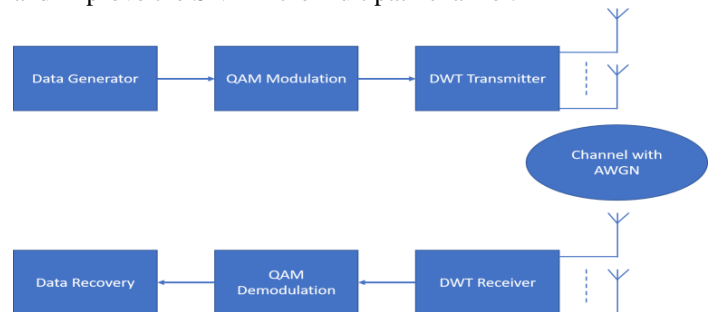 Data Generator
QAM Modulation
DWT Transmitter
Channel with
AWGN
Data Recovery
QAM
Demodulation
DWT Receiver